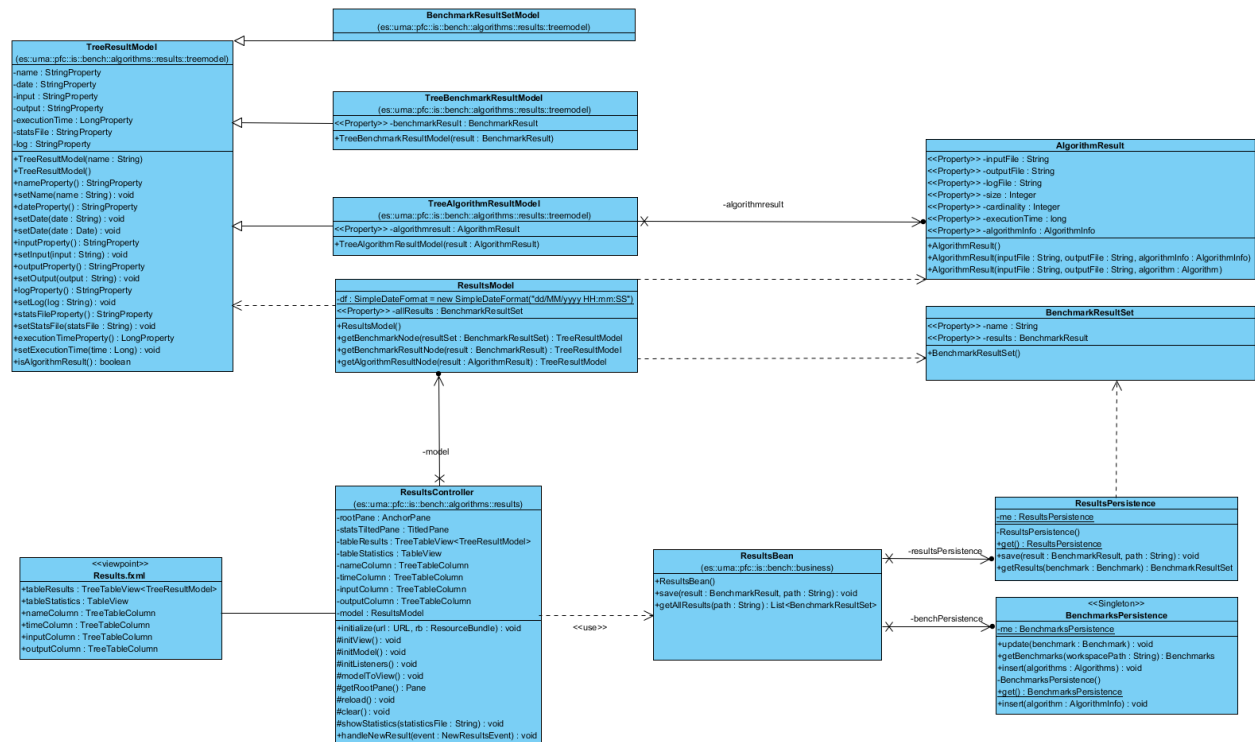 BenchmarkResultSetModel
(es::uma::pfc::is::bench::algorithms::results::treemodel)
TreeResultModel
(es::uma::pfc::is::bench::algorithms::results::treemodel)
-name : StringProperty
-date : StringProperty
-input : StringProperty
-output : StringProperty
-executionTime : LongProperty
-statsFile : StringProperty
-log : StringProperty
+TreeResultModel(name : String)
+TreeResultModel()
+nameProperty() : StringProperty
+setName(name : String) : void
+dateProperty() : StringProperty
+setDate(date : String) : void
+setDate(date : Date) : void
+inputProperty() : StringProperty
+setInput(input : String) : void
+outputProperty() : StringProperty
+setOutput(output : String) : void
+logProperty() : StringProperty
+setLog(log : String) : void
+statsFileProperty() : StringProperty
+setStatsFile(statsFile : String) : void
+executionTimeProperty() : LongProperty
+setExecutionTime(time : Long) : void
+isAlgorithmResult() : boolean
TreeBenchmarkResultModel
(es::uma::pfc::is::bench::algorithms::results::treemodel)
<<Property>> -benchmarkResult : BenchmarkResult
+TreeBenchmarkResultModel(result : BenchmarkResult)
TreeAlgorithmResultModel
(es::uma::pfc::is::bench::algorithms::results::treemodel)
<<Property>> -algorithmresult : AlgorithmResult
+TreeAlgorithmResultModel(result : AlgorithmResult)
-algorithmresult
AlgorithmResult
<<Property>> -inputFile : String
<<Property>> -outputFile : String
<<Property>> -logFile : String
<<Property>> -size : Integer
<<Property>> -cardinality : Integer
<<Property>> -executionTime : long
<<Property>> -algorithmInfo : AlgorithmInfo
+AlgorithmResult()
+AlgorithmResult(inputFile : String, outputFile : String, algorithmInfo : AlgorithmInfo)
+AlgorithmResult(inputFile : String, outputFile : String, algorithm : Algorithm)
ResultsModel
-df : SimpleDateFormat = new SimpleDateFormat("dd/MM/yyyy HH:mm:SS")
<<Property>> -allResults : BenchmarkResultSet
+ResultsModel()
+getBenchmarkNode(resultSet : BenchmarkResultSet) : TreeResultModel
+getBenchmarkResultNode(result : BenchmarkResult) : TreeResultModel
+getAlgorithmResultNode(result : AlgorithmResult) : TreeResultModel
BenchmarkResultSet
<<Property>> -name : String
<<Property>> -results : BenchmarkResult
+BenchmarkResultSet()
-model
ResultsController
(es::uma::pfc::is::bench::algorithms::results)
-rootPane : AnchorPane
-statsTiltedPane : TitledPane
-tableResults : TreeTableView<TreeResultModel>
-tableStatistics : TableView
-nameColumn : TreeTableColumn
-timeColumn : TreeTableColumn
-inputColumn : TreeTableColumn
-outputColumn : TreeTableColumn
-model : ResultsModel
+initialize(url : URL, rb : ResourceBundle) : void
#initView() : void
#initModel() : void
#initListeners() : void
#modelToView() : void
#getRootPane() : Pane
#reload() : void
#clear() : void
#showStatistics(statisticsFile : String) : void
+handleNewResult(event : NewResultsEvent) : void
<<viewpoint>>
Results.fxml
+tableResults : TreeTableView<TreeResultModel>
+tableStatistics : TableView
+nameColumn : TreeTableColumn
+timeColumn : TreeTableColumn
+inputColumn : TreeTableColumn
+outputColumn : TreeTableColumn
<<use>>
ResultsBean
(es::uma::pfc::is::bench::business)
+ResultsBean()
+save(result : BenchmarkResult, path : String) : void
+getAllResults(path : String) : List<BenchmarkResultSet>
-resultsPersistence
-benchPersistence
ResultsPersistence
-me : ResultsPersistence
-ResultsPersistence()
+get() : ResultsPersistence
+save(result : BenchmarkResult, path : String) : void
+getResults(benchmark : Benchmark) : BenchmarkResultSet
<<Singleton>>
BenchmarksPersistence
-me : BenchmarksPersistence
+update(benchmark : Benchmark) : void
+getBenchmarks(workspacePath : String) : Benchmarks
+insert(algorithms : Algorithms) : void
-BenchmarksPersistence()
+get() : BenchmarksPersistence
+insert(algorithm : AlgorithmInfo) : void